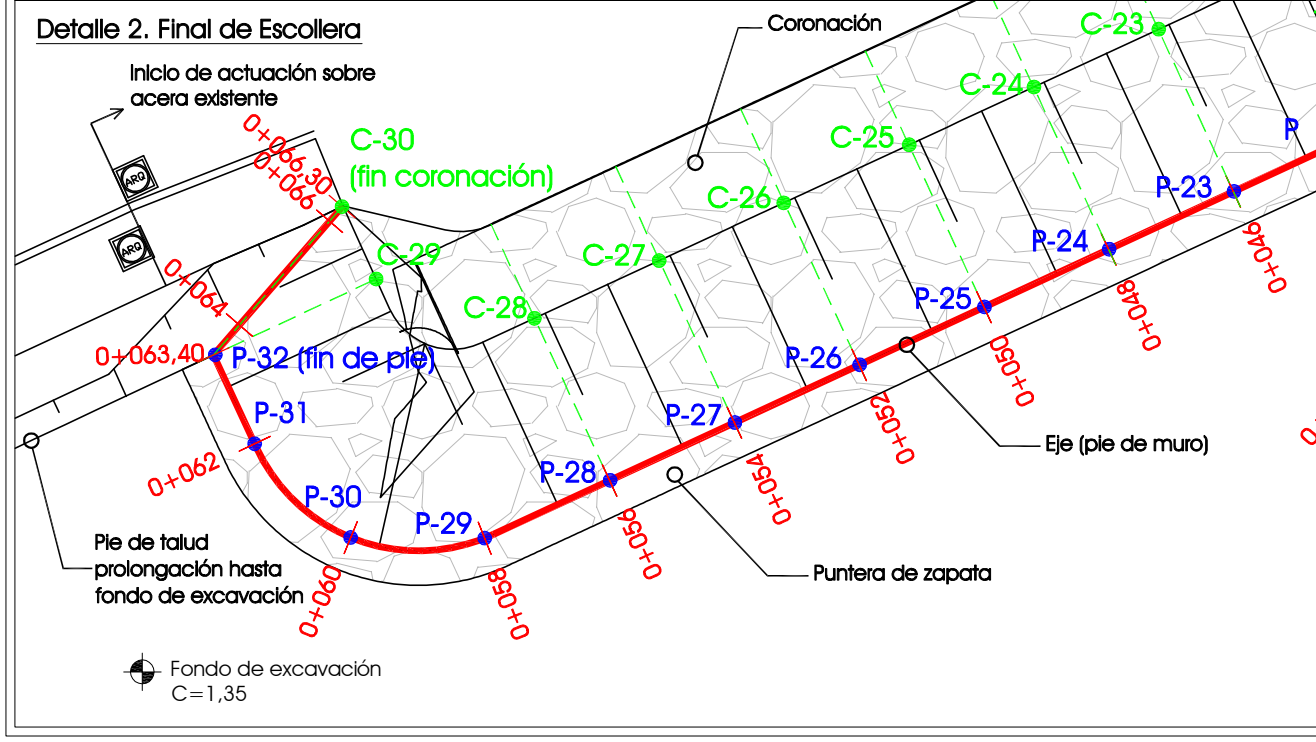 Detalle 2. Final de Escollera
Inicio de actuación sobre
acera existente
Coronación
C-23
C-24
C-25
C-26
C-27
C-28
C-29
C-30
(fin coronación)
ARQ
ARQ
0+066,30
0+066
0+064
0+063,40
0+062
0+060
0+058
0+056
0+054
0+052
0+050
0+048
0+046
0
P
P-23
P-24
P-25
P-26
P-27
P-28
P-29
P-30
P-31
P-32 (fin de pie)
Eje (pie de muro)
Puntera de zapata
Pie de talud
prolongación hasta
fondo de excavación
Fondo de excavación
C=1,35